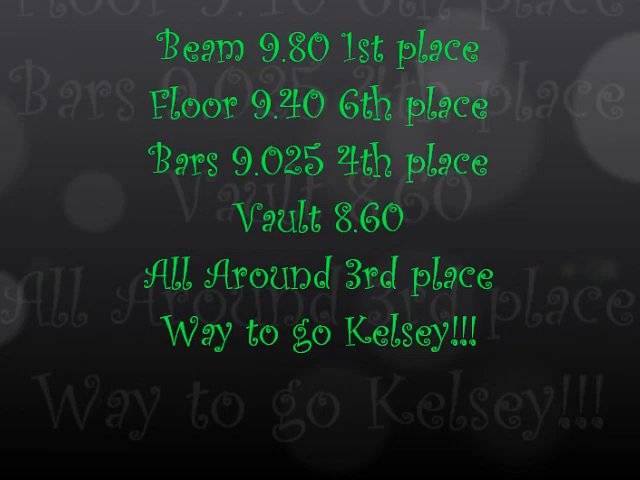 Beam 9.80 1st place
Floor 9.40 6th place
Bars 9.025 4th place
Vault 8.60
All Around 3rd place
Way to go Kelsey!!!